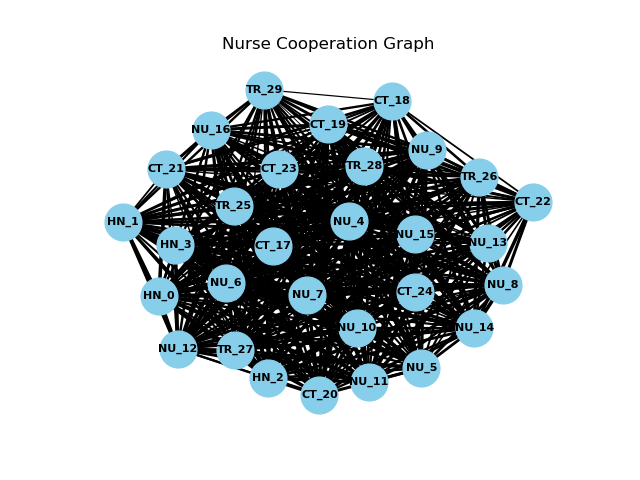 Nurse Cooperation Graph
TR_29
CT_18
CT_19
NU_16
NU_9
CT_21
CT_23
TR_28
TR_26
CT_22
TR_25
HN_1
NU_4
NU_15
HN_3
CT_17
NU_13
NU_6
NU_8
CT_24
HN_0
NU_7
NU_10
NU_14
NU_12
TR_27
NU_5
HN_2
NU_11
CT_20